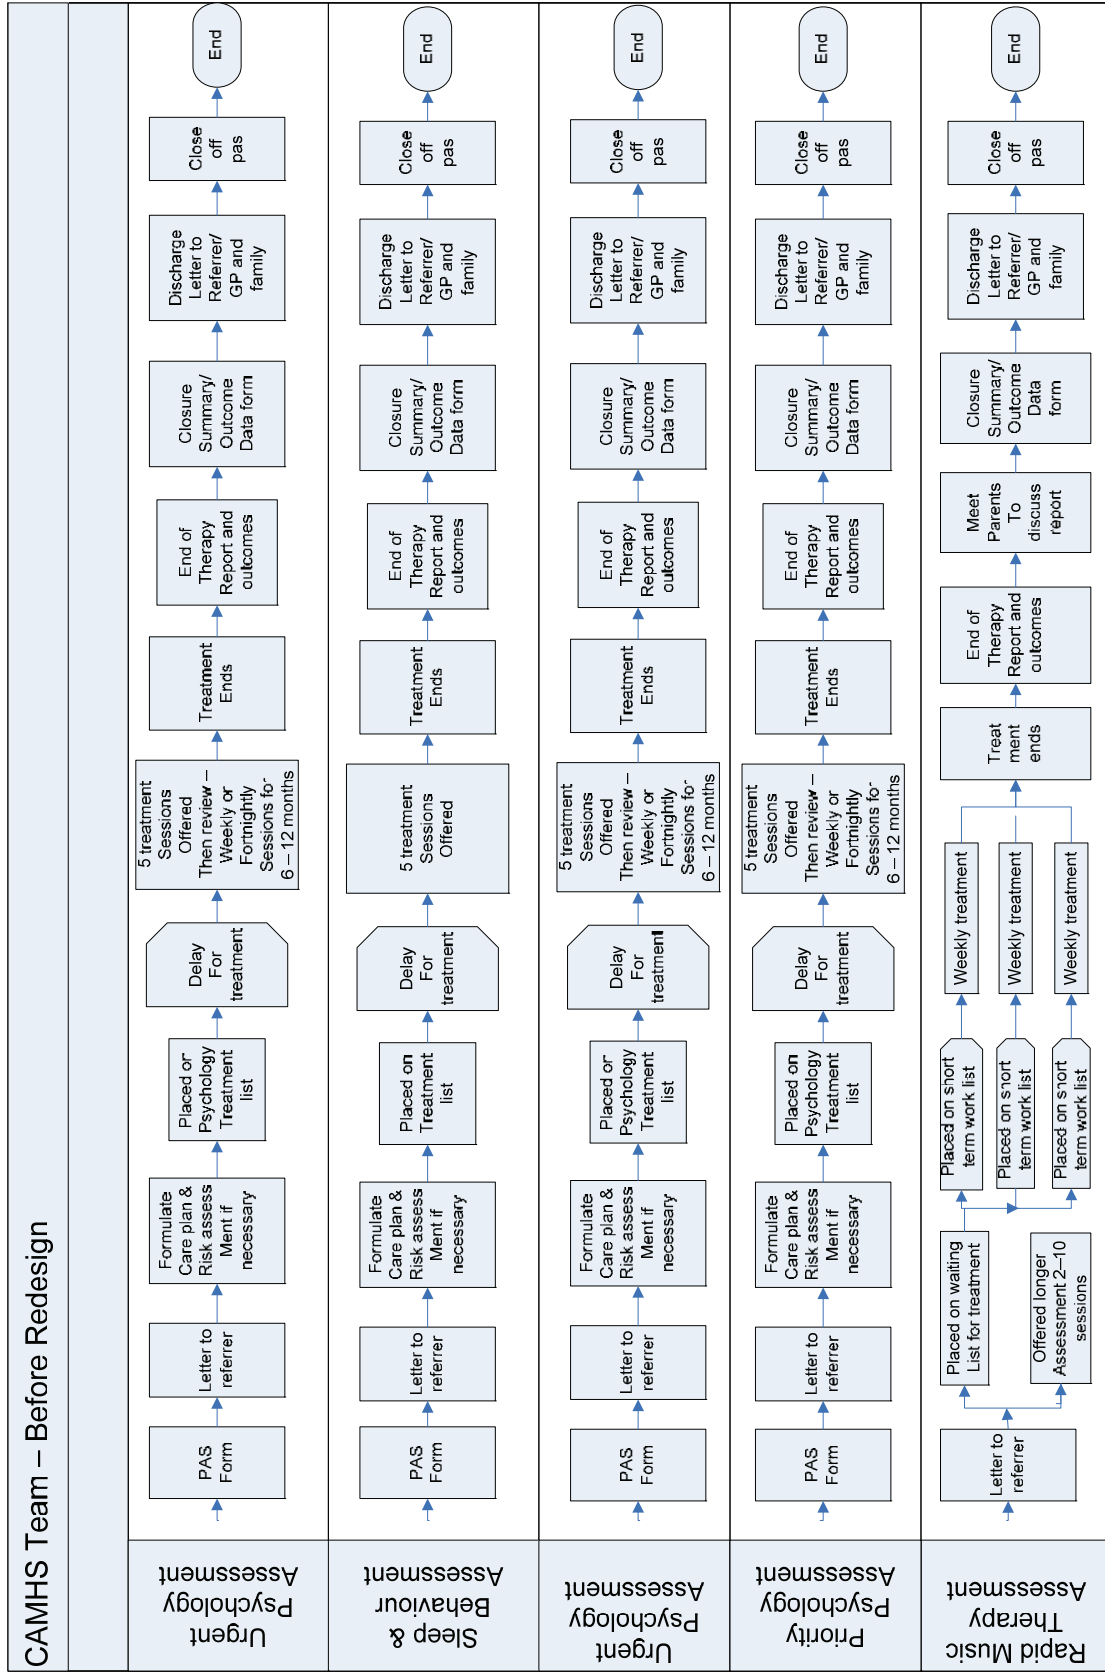 CAMHS Team – Before Redesign
Urgent
Psychology
Assessment
PAS
Form
Letter to
referrer
Formulate
Care plan &
Risk assess
Ment if
necessary
Placed or
Psychology
Treatment
list
Delay
For
treatment
5 treatment
Sessions
Offered
Then review –
Weekly or
Fortnightly
Sessions for
6 – 12 months
Treatment
Ends
End of
Therapy
Report and
outcomes
Closure
Summary/
Outcome
Data form
Discharge
Letter to
Referrer/
GP and
family
Close
off
pas
End
Sleep &
Behaviour
Assessment
PAS
Form
Letter to
referrer
Formulate
Care plan &
Risk assess
Ment if
necessary
Placed on
Treatment
list
Delay
For
treatment
5 treatment
Sessions
Offered
Treatment
Ends
End of
Therapy
Report and
outcomes
Closure
Summary/
Outcome
Data form
Discharge
Letter to
Referrer/
GP and
family
Close
off
pas
End
Urgent
Psychology
Assessment
PAS
Form
Letter to
referrer
Formulate
Care plan &
Risk assess
Ment if
necessary
Placed or
Psychology
Treatment
list
Delay
For
treatment
5 treatment
Sessions
Offered
Then review –
Weekly or
Fortnightly
Sessions for
6 – 12 months
Treatment
Ends
End of
Therapy
Report and
outcomes
Closure
Summary/
Outcome
Data form
Discharge
Letter to
Referrer/
GP and
family
Close
off
pas
End
Priority
Psychology
Assessment
PAS
Form
Letter to
referrer
Formulate
Care plan &
Risk assess
Ment if
necessary
Placed on
Psychology
Treatment
list
Delay
For
treatment
5 treatment
Sessions
Offered
Then review –
Weekly or
Fortnightly
Sessions for
6 – 12 months
Treatment
Ends
End of
Therapy
Report and
outcomes
Closure
Summary/
Outcome
Data form
Discharge
Letter to
Referrer/
GP and
family
Close
off
pas
End
Rapid Music
Therapy
Assessment
Letter to
referrer
Placed on waiting
List for treatment
Offered longer
Assessment 2–10
sessions
Placed on short
term work list
Placed on short
term work list
Placed on short
term work list
Weekly treatment
Weekly treatment
Weekly treatment
Treat
ment
ends
End of
Therapy
Report and
outcomes
Meet
Parents
To
discuss
report
Closure
Summary/
Outcome
Data
form
Discharge
Letter to
Referrer/
GP and
family
Close
off
pas
End